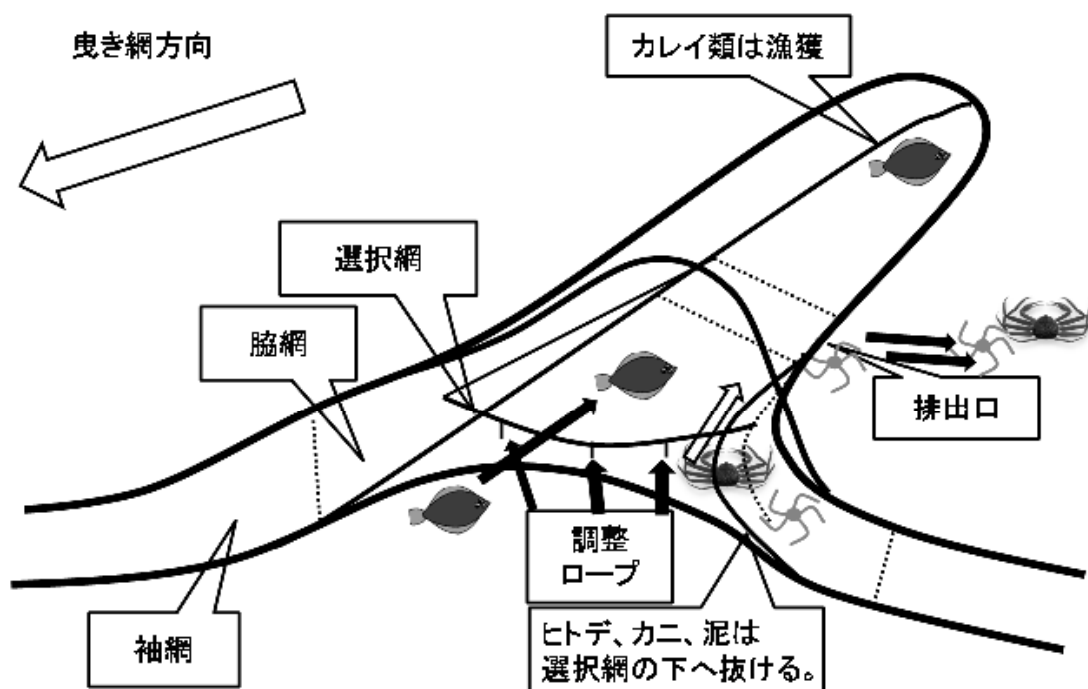 曳き網方向
カレイ類は漁獲
選択網
脇網
排出口
調整
ロープ
袖網
ヒトデ、カニ、泥は
選択網の下へ抜ける。